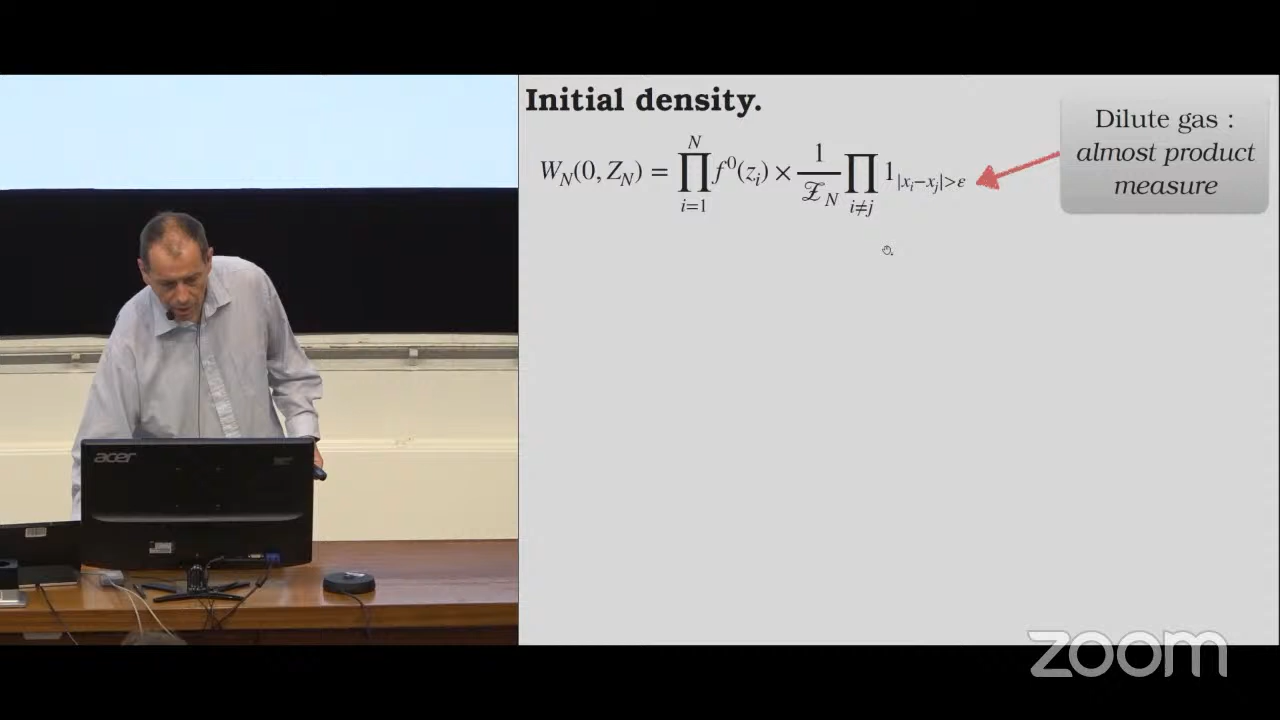 Initial density.
W_N(0, Z_N) = ∏_{i=1}^{N} f^0(z_i) × \frac{1}{𝒵_N} ∏_{i≠j} 1_{|x_i−x_j|>ε}
Dilute gas :
almost product
measure
acer
zoom